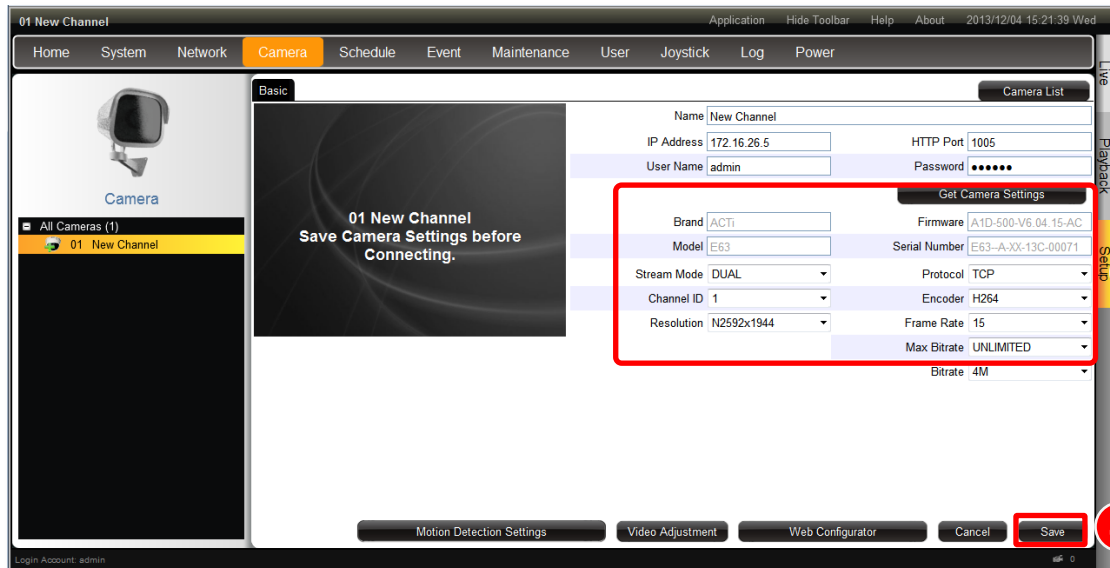 01 New Channel Application Hide Toolbar Help About 2013/12/04 15:21:39 Wed
Home System Network Camera Schedule Event Maintenance User Joystick Log Power
Live
Playback
Setup
Camera
All Cameras (1)
01 New Channel
Basic Camera List
01 New Channel
Save Camera Settings before
Connecting.
Name New Channel
IP Address 172.16.26.5 HTTP Port 1005
User Name admin Password ●●●●●●
Get Camera Settings
Brand ACTi Firmware A1D-500-V6.04.15-AC
Model E63 Serial Number E63--A-XX-13C-00071
Stream Mode DUAL Protocol TCP
Channel ID 1 Encoder H264
Resolution N2592x1944 Frame Rate 15
Max Bitrate UNLIMITED
Bitrate 4M
Motion Detection Settings Video Adjustment Web Configurator Cancel Save
Login Account: admin 0